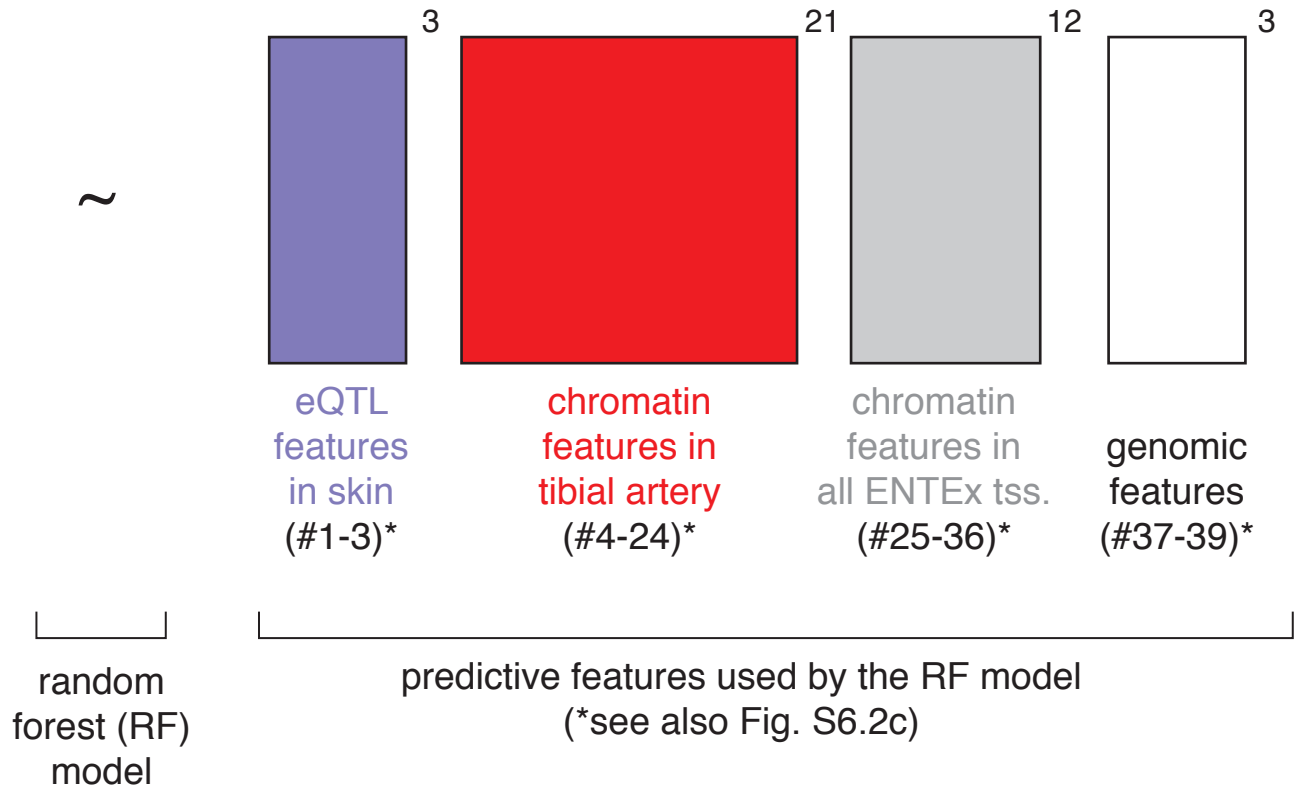 3
21
12
3
~
eQTL
features
in skin
(#1-3)*
chromatin
features in
tibial artery
(#4-24)*
chromatin
features in
all ENTEx tss.
(#25-36)*
genomic
features
(#37-39)*
random
forest (RF)
model
predictive features used by the RF model
(*see also Fig. S6.2c)